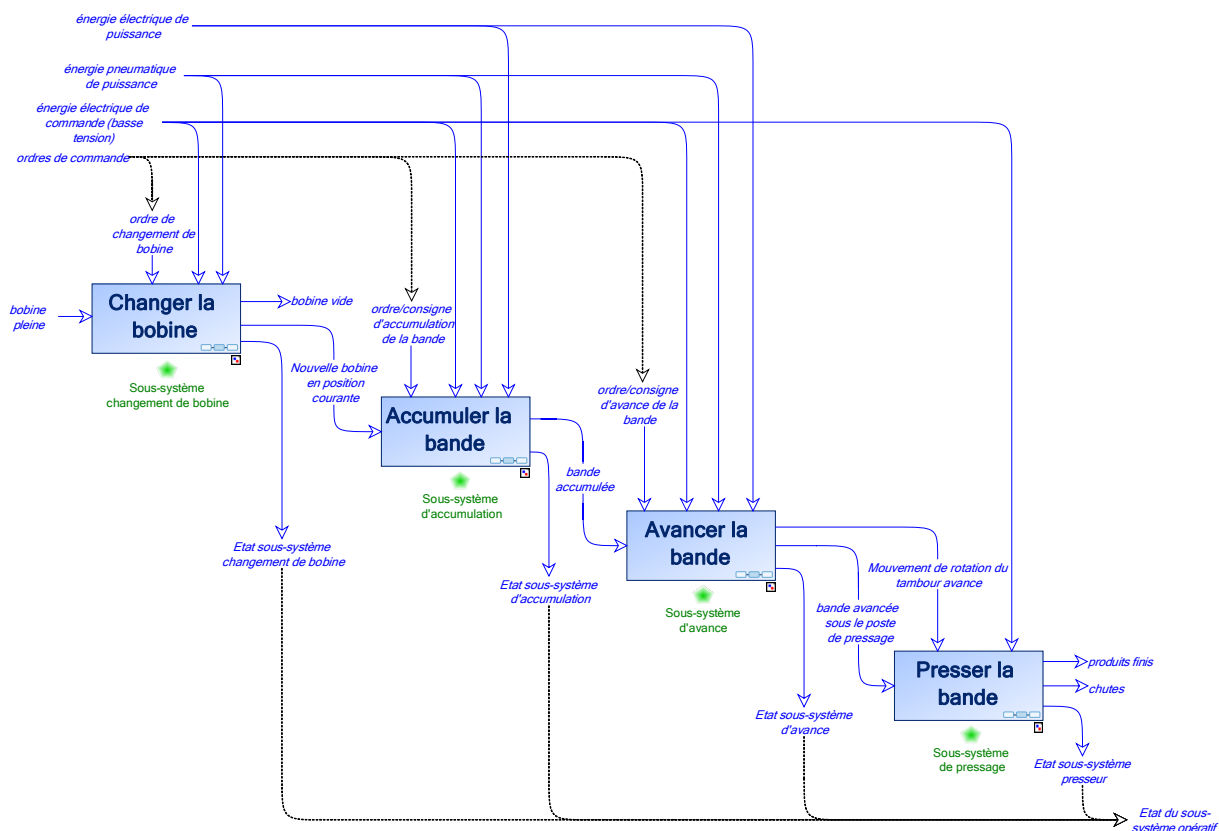 énergie électrique de
puissance
énergie pneumatique
de puissance
énergie électrique de
commande (basse
tension)
ordres de commande
ordre de
changement de
bobine
bobine
pleine
Changer la
bobine
bobine vide
Sous-système
changement de bobine
Nouvelle bobine
en position
courante
ordre/consigne
d'accumulation
de la bande
Accumuler la
bande
Sous-système
d'accumulation
ordre/consigne
d'avance de la
bande
bande
accumulée
Avancer la
bande
Sous-système
d'avance
Etat sous-système
changement de bobine
Etat sous-système
d'accumulation
Mouvement de rotation du
tambour avance
bande avancée
sous le poste
de pressage
Presser la
bande
produits finis
chutes
Sous-système
de pressage
Etat sous-système
d'avance
Etat sous-système
presseur
Etat du sous-
système opératif